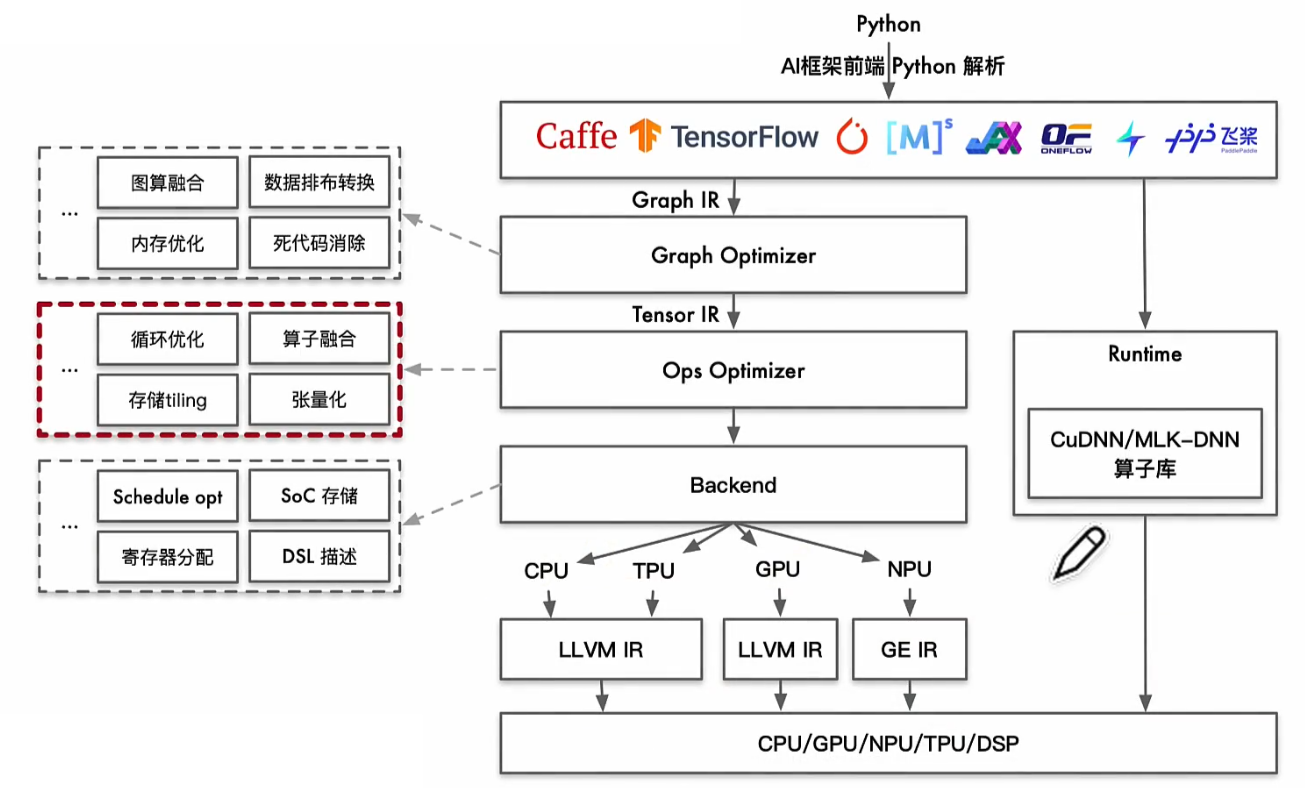 Python
AI框架前端 Python 解析
Caffe TensorFlow [M]s JAX OF ONEFLOW 飞桨 PaddlePaddle
Graph IR
Graph Optimizer
... 图算融合 数据排布转换
内存优化 死代码消除
Tensor IR
Ops Optimizer
... 循环优化 算子融合
存储tiling 张量化
Backend
... Schedule opt SoC 存储
寄存器分配 DSL 描述
Runtime
CuDNN/MLK-DNN
算子库
CPU TPU GPU NPU
LLVM IR LLVM IR GE IR
CPU/GPU/NPU/TPU/DSP